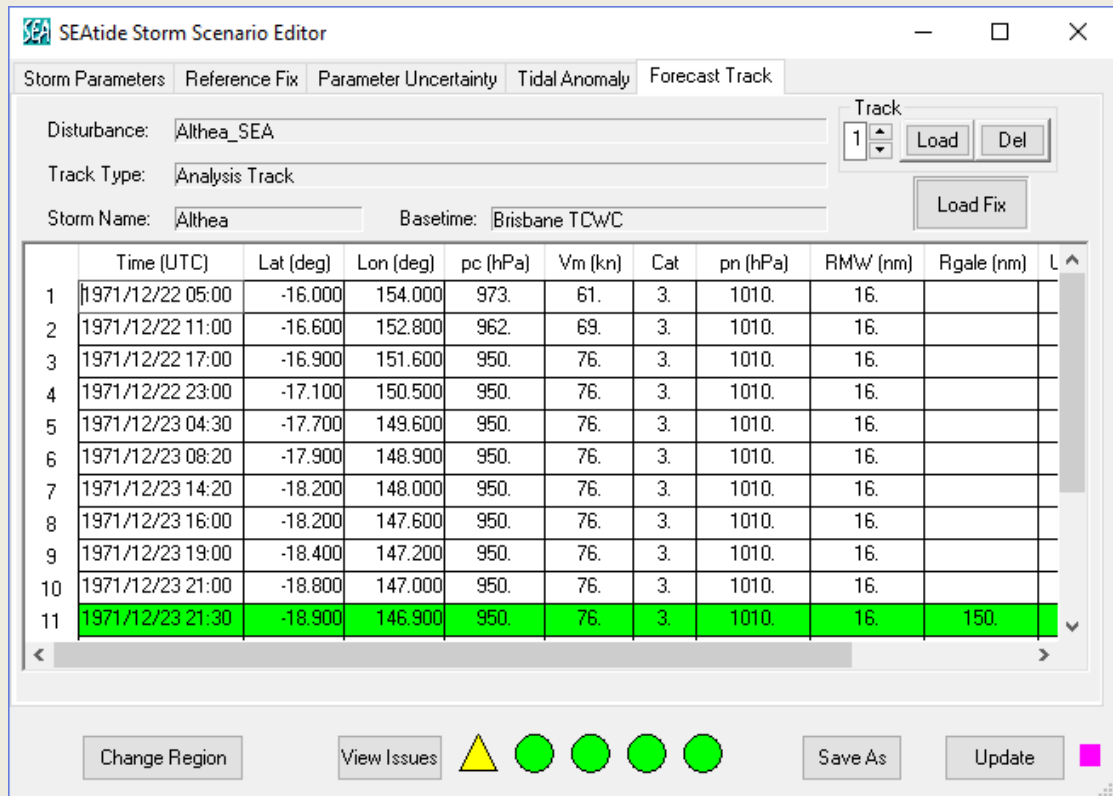 SEA SEAtide Storm Scenario Editor
Storm Parameters Reference Fix Parameter Uncertainty Tidal Anomaly Forecast Track
Track
Disturbance: Althea_SEA 1 Load Del
Track Type: Analysis Track
Load Fix
Storm Name: Althea Basetime: Brisbane TCWC
Time (UTC) Lat (deg) Lon (deg) pc (hPa) Vm (kn) Cat pn (hPa) RMW (nm) Rgale (nm)
1 1971/12/22 05:00 -16.000 154.000 973. 61. 3. 1010. 16.
2 1971/12/22 11:00 -16.600 152.800 962. 69. 3. 1010. 16.
3 1971/12/22 17:00 -16.900 151.600 950. 76. 3. 1010. 16.
4 1971/12/22 23:00 -17.100 150.500 950. 76. 3. 1010. 16.
5 1971/12/23 04:30 -17.700 149.600 950. 76. 3. 1010. 16.
6 1971/12/23 08:20 -17.900 148.900 950. 76. 3. 1010. 16.
7 1971/12/23 14:20 -18.200 148.000 950. 76. 3. 1010. 16.
8 1971/12/23 16:00 -18.200 147.600 950. 76. 3. 1010. 16.
9 1971/12/23 19:00 -18.400 147.200 950. 76. 3. 1010. 16.
10 1971/12/23 21:00 -18.800 147.000 950. 76. 3. 1010. 16.
11 1971/12/23 21:30 -18.900 146.900 950. 76. 3. 1010. 16. 150.
Change Region View Issues Save As Update